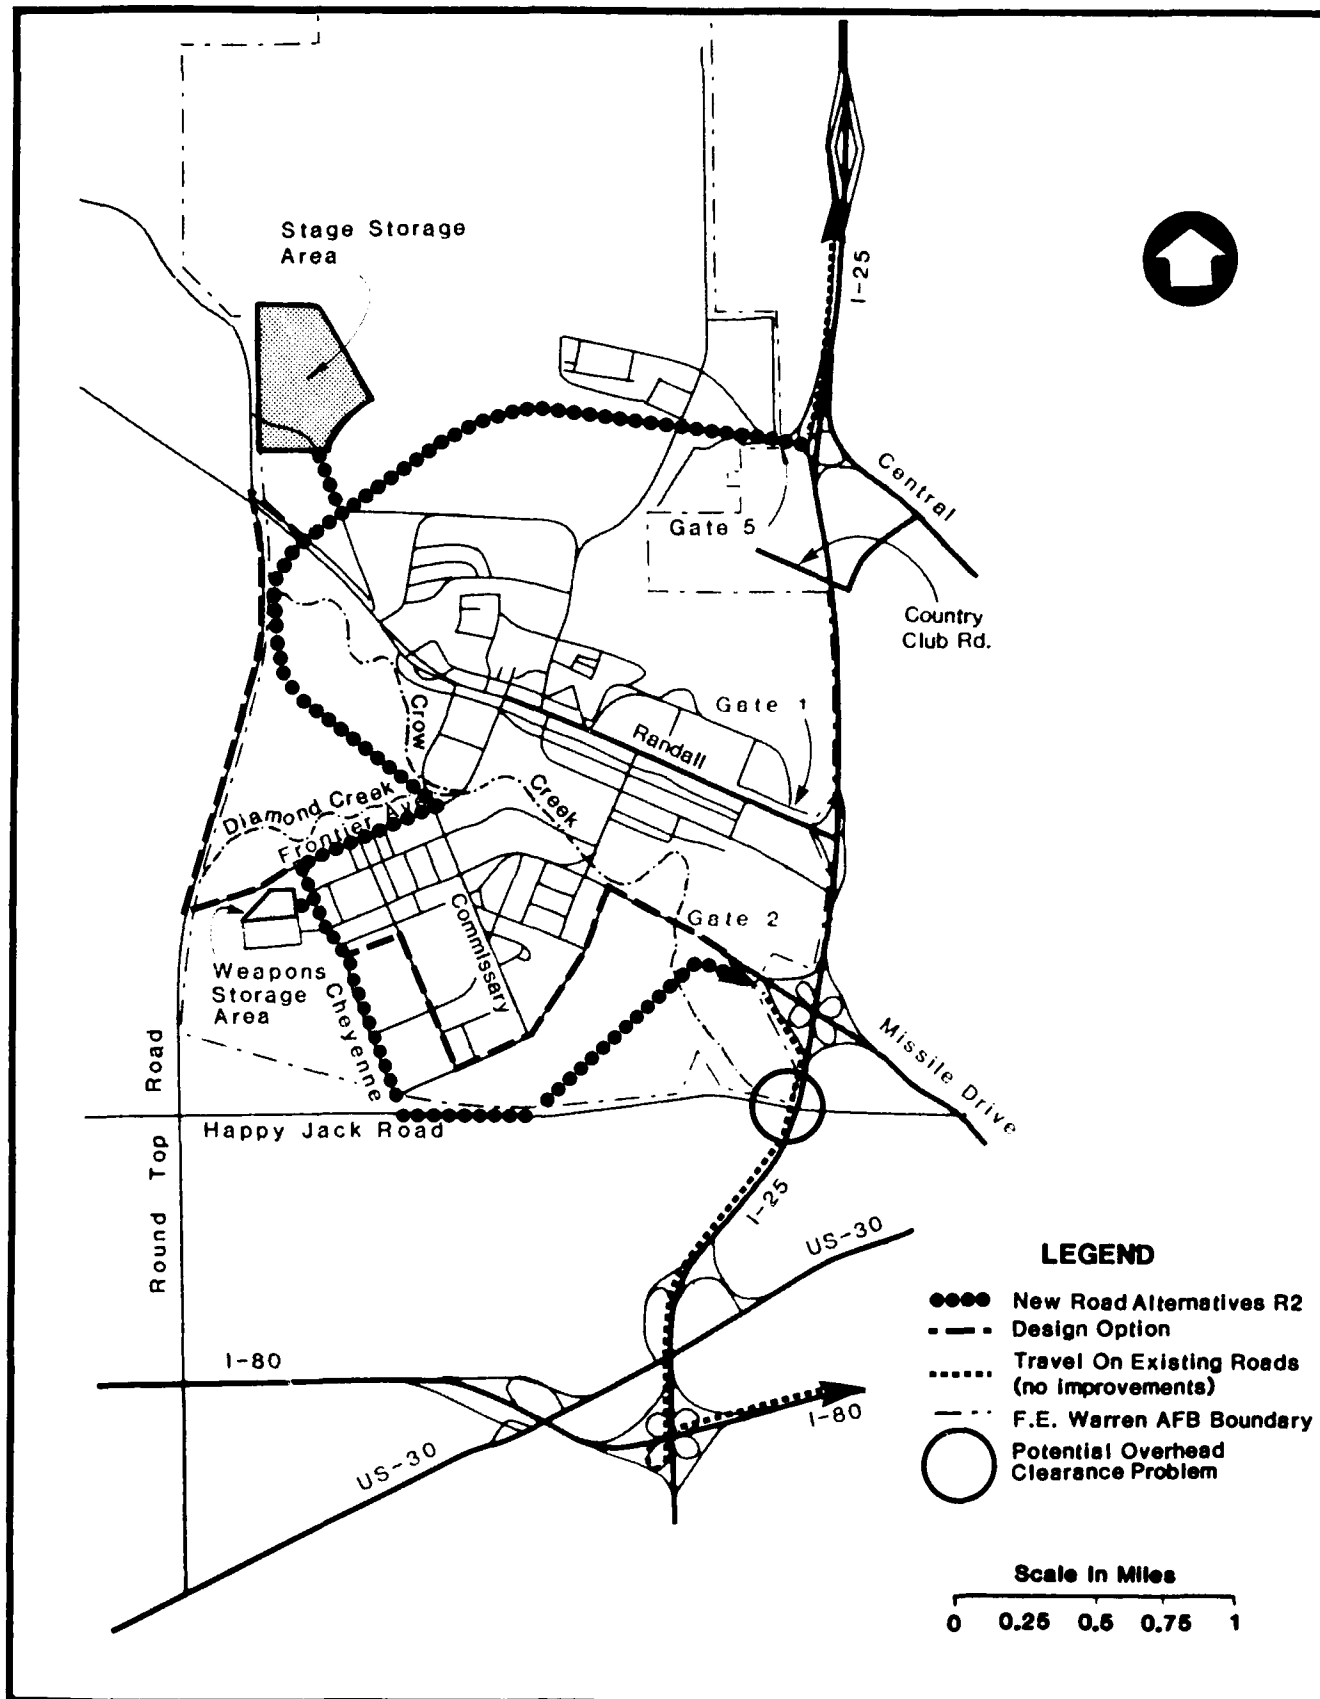 Stage Storage
Area
I-25
Central
Gate 5
Country
Club Rd.
Gate 1
Randall
Crow
Creek
Diamond Creek
Frontier Ave
Gate 2
Commissary
Weapons
Storage
Area
Cheyenne
Missile Drive
Round Top Road
Happy Jack Road
I-25
US-30
I-80
I-80
US-30
LEGEND
New Road Alternatives R2
Design Option
Travel On Existing Roads
(no improvements)
F.E. Warren AFB Boundary
Potential Overhead
Clearance Problem
Scale In Miles
0 0.25 0.5 0.75 1